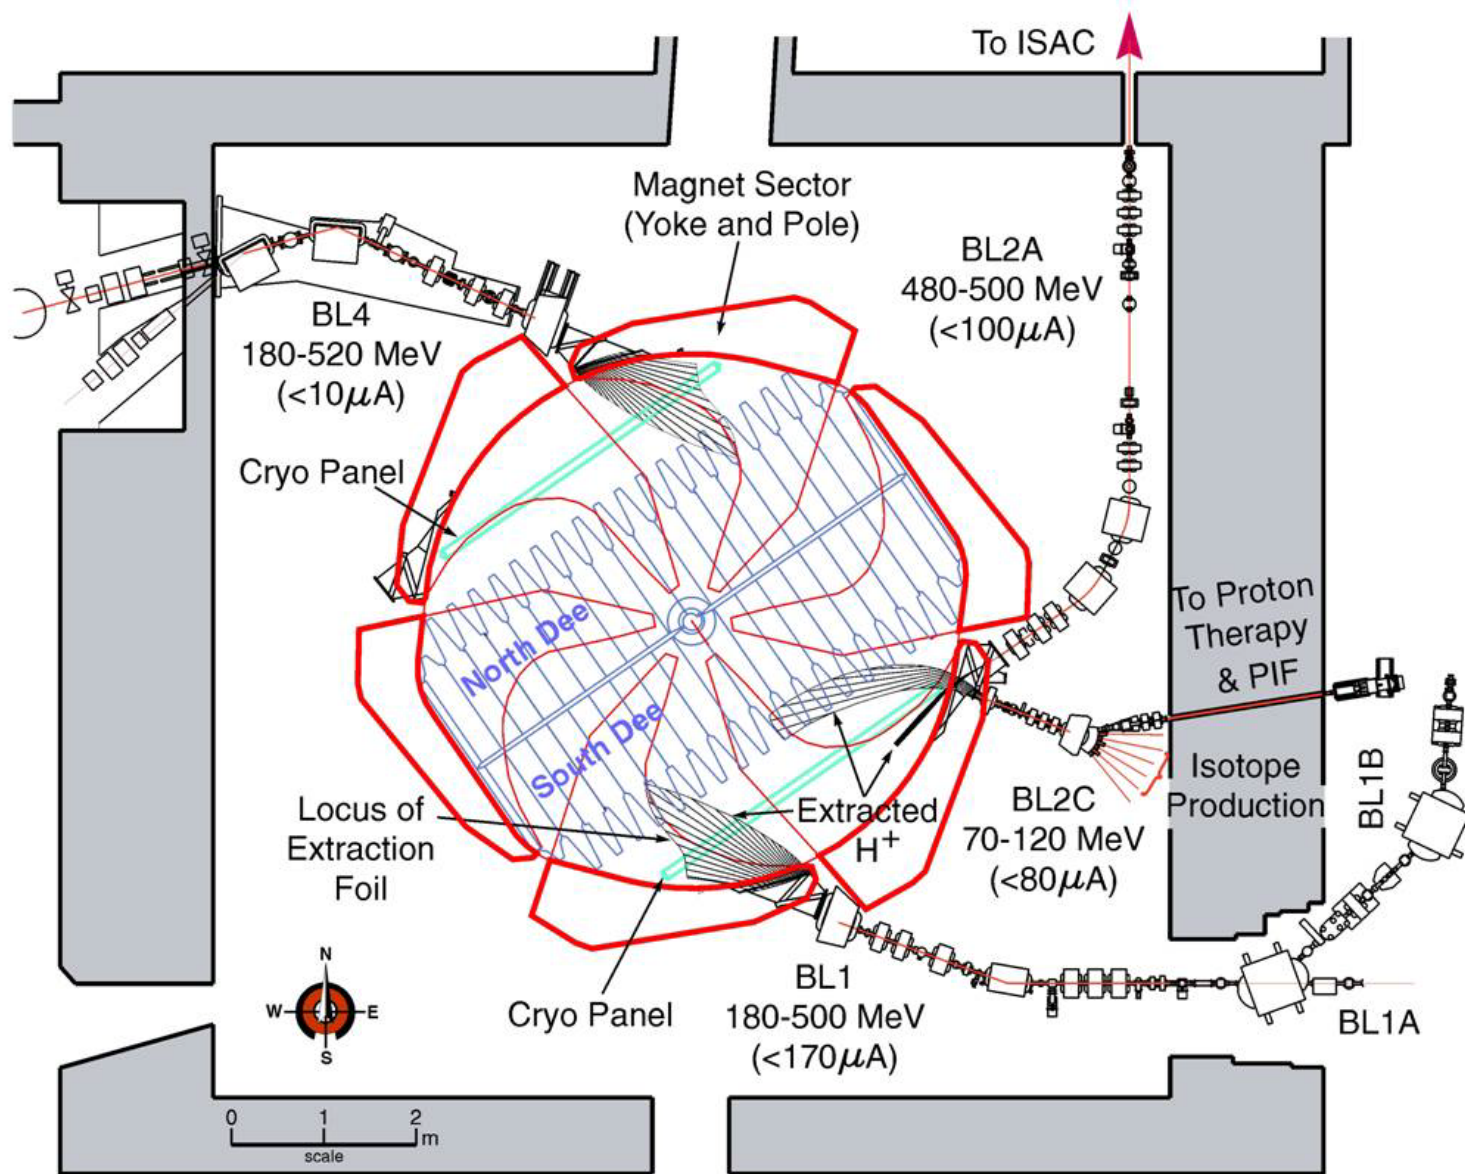 To ISAC
Magnet Sector
(Yoke and Pole)
BL2A
480-500 MeV
(<100μA)
BL4
180-520 MeV
(<10μA)
Cryo Panel
To Proton
Therapy
& PIF
North Dee
South Dee
Isotope
Production
BL1B
Locus of
Extraction
Foil
Extracted
H+
BL2C
70-120 MeV
(<80μA)
Cryo Panel
BL1
180-500 MeV
(<170μA)
BL1A
N
W
E
S
0 1 2
m
scale